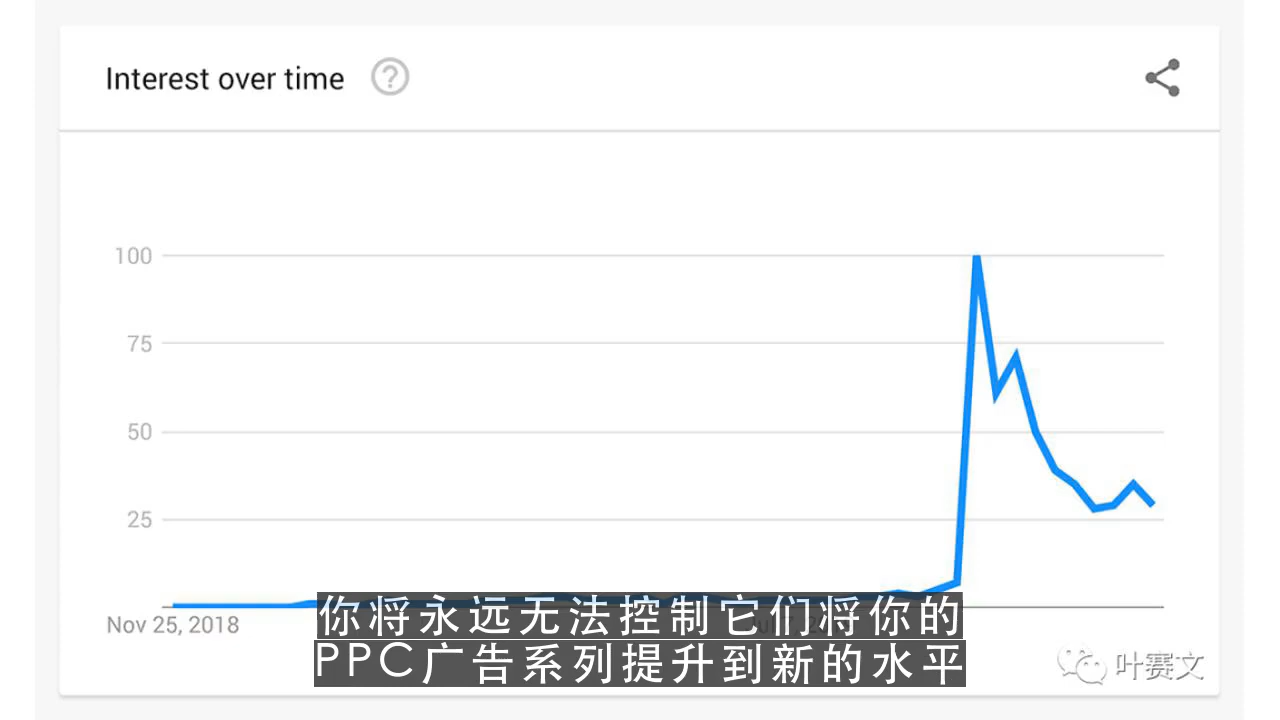 Interest over time
100
75
50
25
Nov 25, 2018
你将永远无法控制它们将你的
PPC广告系列提升到新的水平
叶赛文